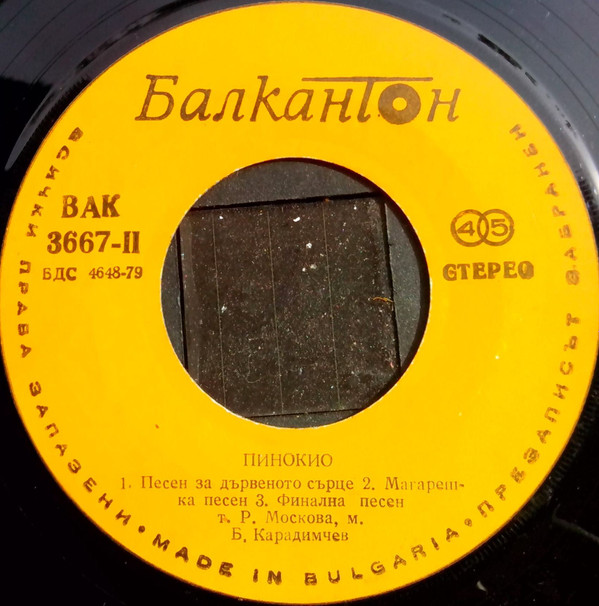 Балкантон
ВАК
3667-II
БДС 4648-79
45
СТЕРЕО
ПИНОКИО
1. Песен за дървеното сърце 2. Магареш-
ка песен 3. Финална песен
т. Р. Москова, м.
Б. Карадимчев
ВСИЧКИ ПРАВА ЗАПАЗЕНИ • MADE IN BULGARIA • ПРЕЗАПИСЪТ ЗАБРАНЕН